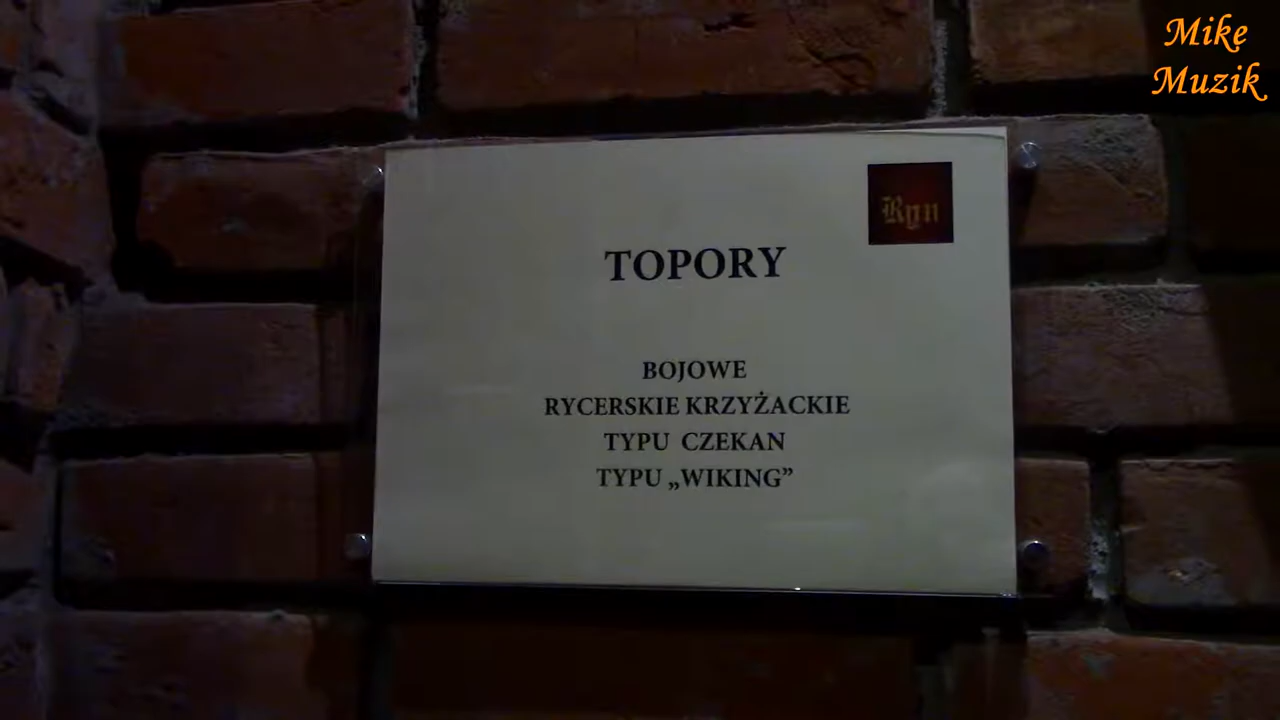 Mike
Muzik
Ryn
TOPORY
BOJOWE
RYCERSKIE KRZYŻACKIE
TYPU CZEKAN
TYPU „WIKING”